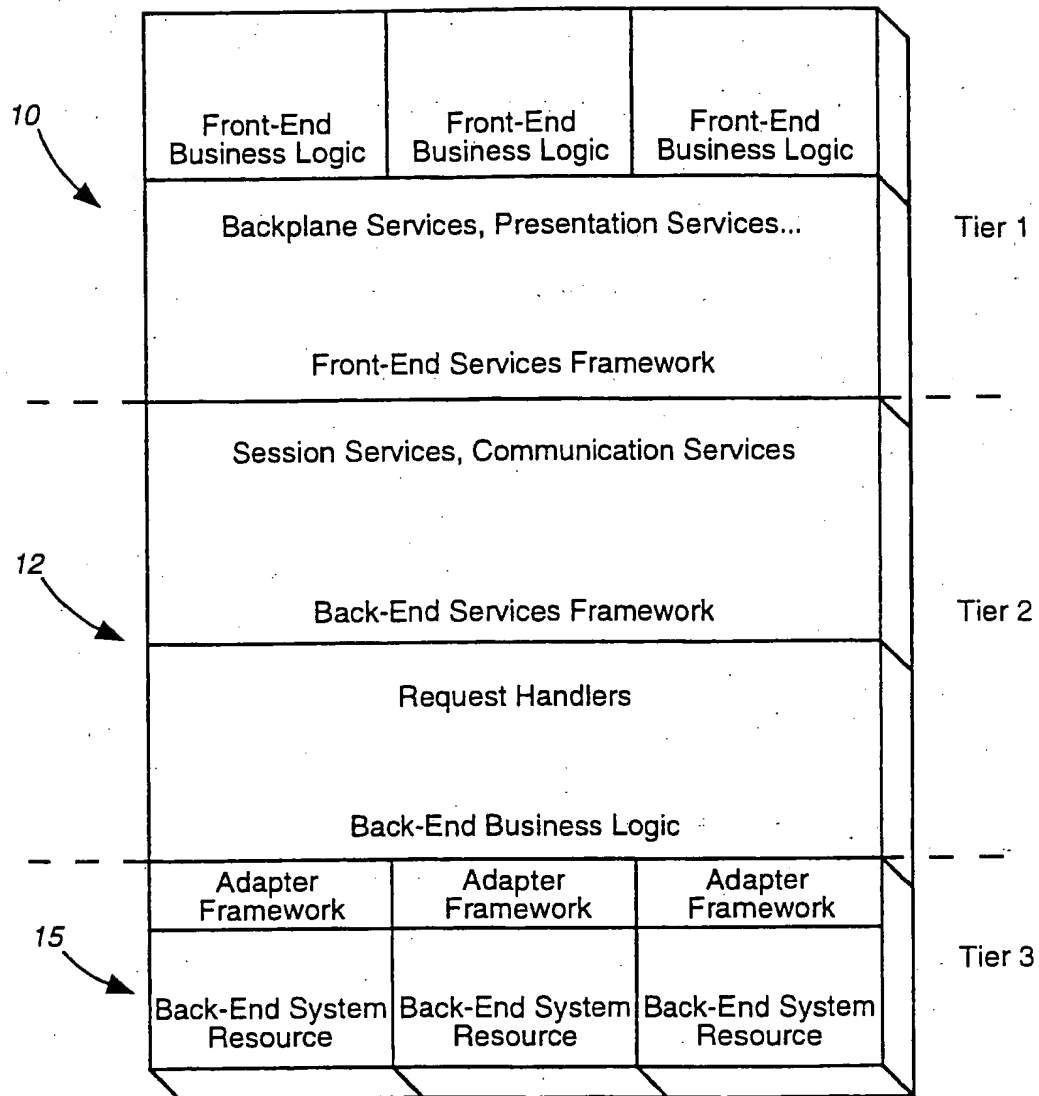 Front-End
Business Logic
Front-End
Business Logic
Front-End
Business Logic
10
Backplane Services, Presentation Services...
Tier 1
Front-End Services Framework
Session Services, Communication Services
12
Back-End Services Framework
Tier 2
Request Handlers
Back-End Business Logic
Adapter
Framework
Adapter
Framework
Adapter
Framework
15
Tier 3
Back-End System
Resource
Back-End System
Resource
Back-End System
Resource